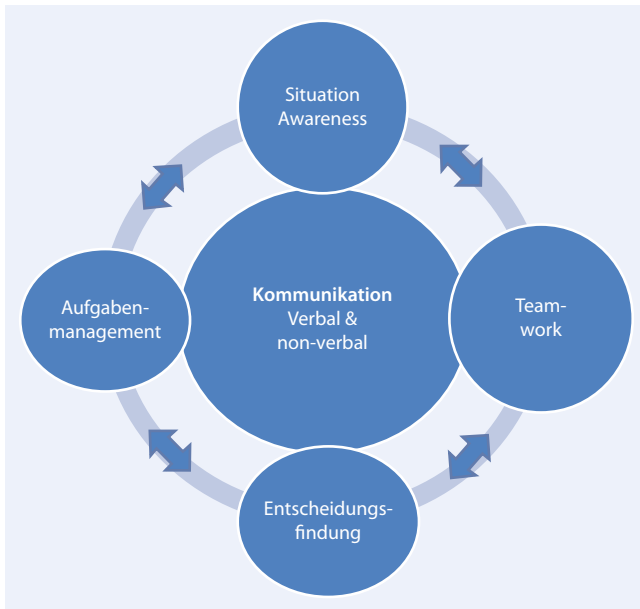 Situation
Awareness
Aufgaben-
management
Kommunikation
Verbal &
non-verbal
Team-
work
Entscheidungs-
findung